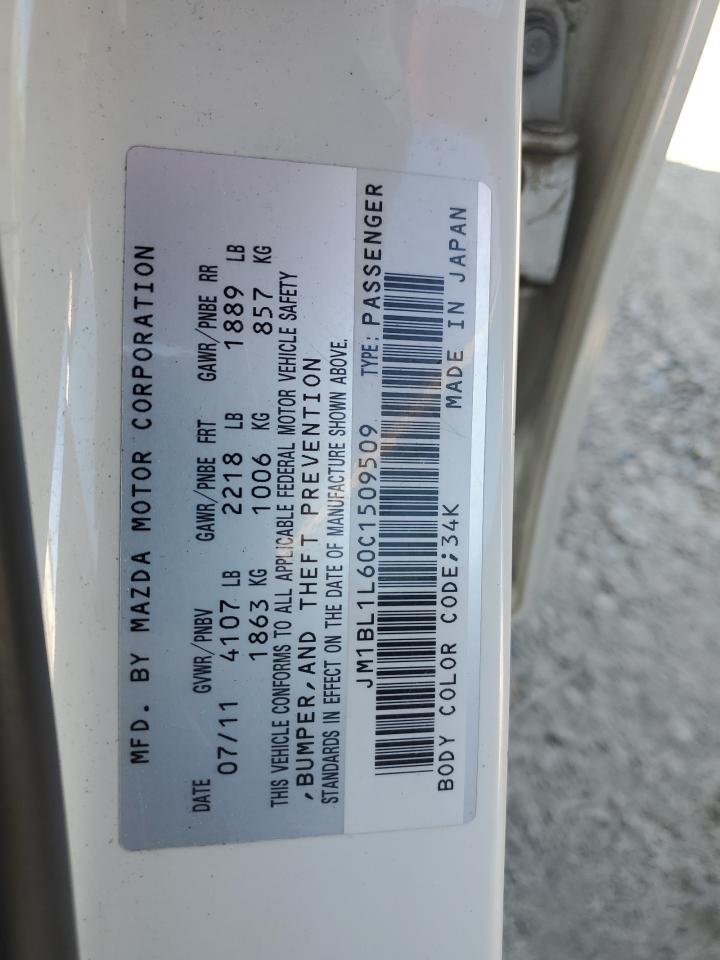 MFD. BY MAZDA MOTOR CORPORATION
DATE GVWR/PNBV GAWR/PNBE FRT GAWR/PNBE RR
07/11 4107 LB 2218 LB 1889 LB
1863 KG 1006 KG 857 KG
THIS VEHICLE CONFORMS TO ALL APPLICABLE FEDERAL MOTOR VEHICLE SAFETY
,BUMPER,AND THEFT PREVENTION
STANDARDS IN EFFECT ON THE DATE OF MANUFACTURE SHOWN ABOVE.
JM1BL1L60C1509509 TYPE: PASSENGER
BODY COLOR CODE;34K MADE IN JAPAN